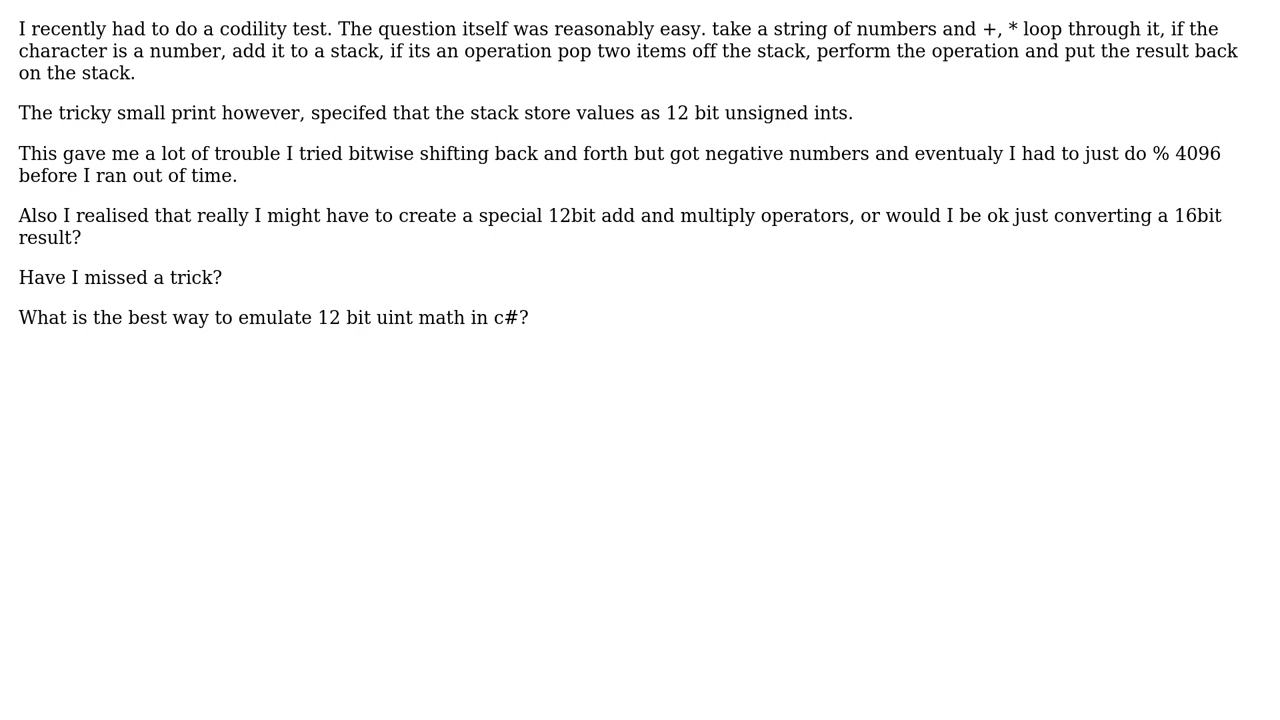 I recently had to do a codility test. The question itself was reasonably easy. take a string of numbers and +, * loop through it, if the
character is a number, add it to a stack, if its an operation pop two items off the stack, perform the operation and put the result back
on the stack.
The tricky small print however, specifed that the stack store values as 12 bit unsigned ints.
This gave me a lot of trouble I tried bitwise shifting back and forth but got negative numbers and eventualy I had to just do % 4096
before I ran out of time.
Also I realised that really I might have to create a special 12bit add and multiply operators, or would I be ok just converting a 16bit
result?
Have I missed a trick?
What is the best way to emulate 12 bit uint math in c#?